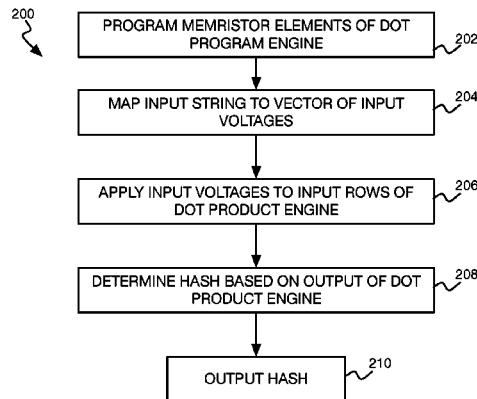 200
PROGRAM MEMRISTOR ELEMENTS OF DOT
PROGRAM ENGINE
202
MAP INPUT STRING TO VECTOR OF INPUT
VOLTAGES
204
APPLY INPUT VOLTAGES TO INPUT ROWS OF
DOT PRODUCT ENGINE
206
DETERMINE HASH BASED ON OUTPUT OF DOT
PRODUCT ENGINE
208
OUTPUT HASH
210